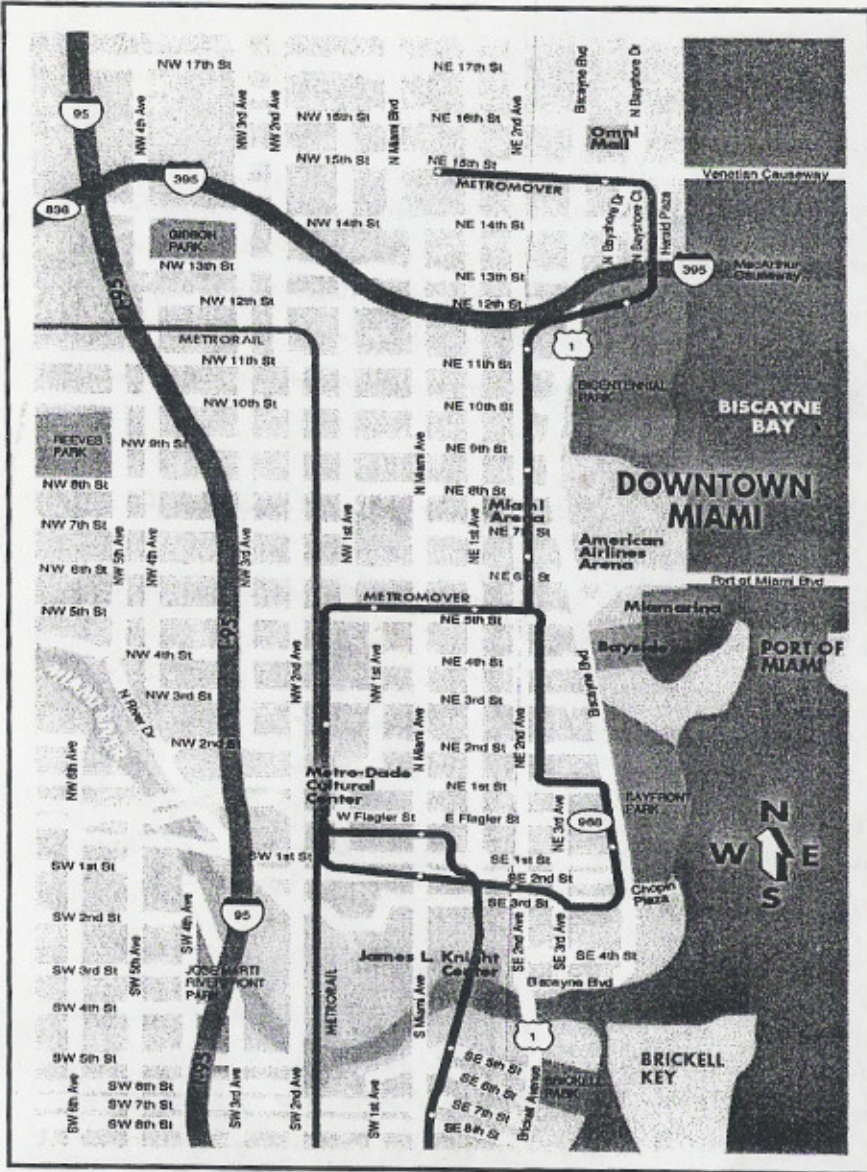 NW 17th St
NE 17th St
Biscayne Blvd
N Bayshore Dr
95
NW 4th Ave
NW 3rd Ave
NW 2nd Ave
NW 16th St
N Miami Blvd
NE 16th St
NE 2nd Ave
Omni
Mall
NW 15th St
NE 15th St
METROMOVER
Venetian Causeway
395
836
NW 14th St
NE 14th St
N Bayshore Dr
N Bayshore Ct
Herald Plaza
GIBSON
PARK
NW 13th St
NE 13th St
395
MacArthur
Causeway
I-95
NW 12th St
NE 12th St
METRORAIL
1
NW 11th St
NE 11th St
NW 10th St
NE 10th St
BICENTENNIAL
PARK
BISCAYNE
BAY
REEVES
PARK
NW 9th St
N Miami Ave
NE 9th St
NW 8th St
NE 8th St
DOWNTOWN
MIAMI
Miami
Arena
NW 7th St
NW 5th Ave
NW 4th Ave
NW 3rd Ave
NW 1st Ave
NE 1st Ave
NE 7th St
American
Airlines
Arena
NW 6th St
NE 6th St
Port of Miami Blvd
NW 5th St
METROMOVER
NE 5th St
Miamarina
I-95
NW 4th St
NW 2nd Ave
NW 1st Ave
NE 4th St
Biscayne Blvd
Bayside
PORT OF
MIAMI
MIAMI RIVER
N River Dr
NW 3rd St
N Miami Ave
NE 3rd St
NE 2nd Ave
NW 2nd St
NE 2nd St
NW 6th Ave
Metro-Dade
Cultural
Center
NE 1st St
BAYFRONT
PARK
W Flagler St
E Flagler St
NE 3rd Ave
968
N
W E
S
SW 1st St
SW 1st St
SE 1st St
SE 2nd St
Chopin
Plaza
SE 3rd St
SW 2nd St
SW 4th Ave
95
SW 5th Ave
James L. Knight
Center
SE 2nd Ave
SE 3rd Ave
SE 4th St
SW 3rd St
JOSE MARTI
RIVERFRONT
PARK
Biscayne Blvd
METRORAIL
S Miami Ave
SW 4th St
1
SW 5th St
I-95
SE 5th St
BRICKELL
KEY
SW 6th Ave
SW 6th St
SW 3rd Ave
SW 2nd Ave
SW 1st Ave
SE 6th St
Brickell Avenue
BRICKELL
PARK
SW 7th St
SE 7th St
SW 8th St
SE 8th St